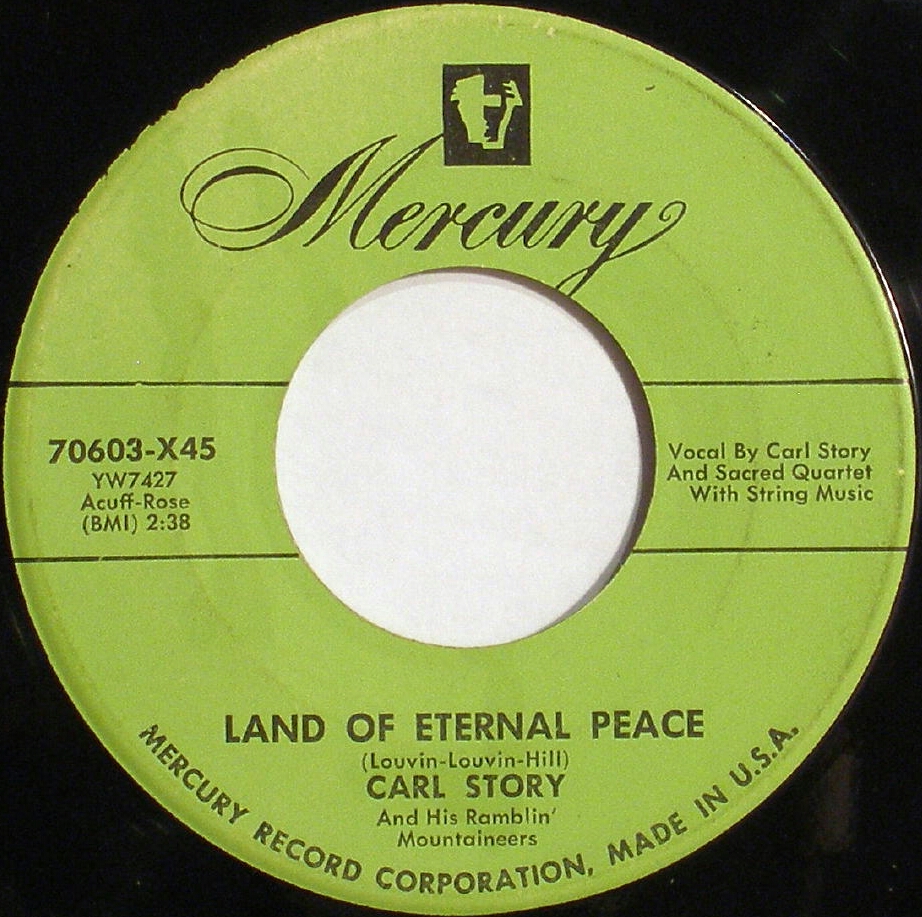 Mercury
70603-X45
YW7427
Acuff-Rose
(BMI) 2:38
Vocal By Carl Story
And Sacred Quartet
With String Music
LAND OF ETERNAL PEACE
(Louvin-Louvin-Hill)
CARL STORY
And His Ramblin'
Mountaineers
MERCURY RECORD CORPORATION, MADE IN U.S.A.